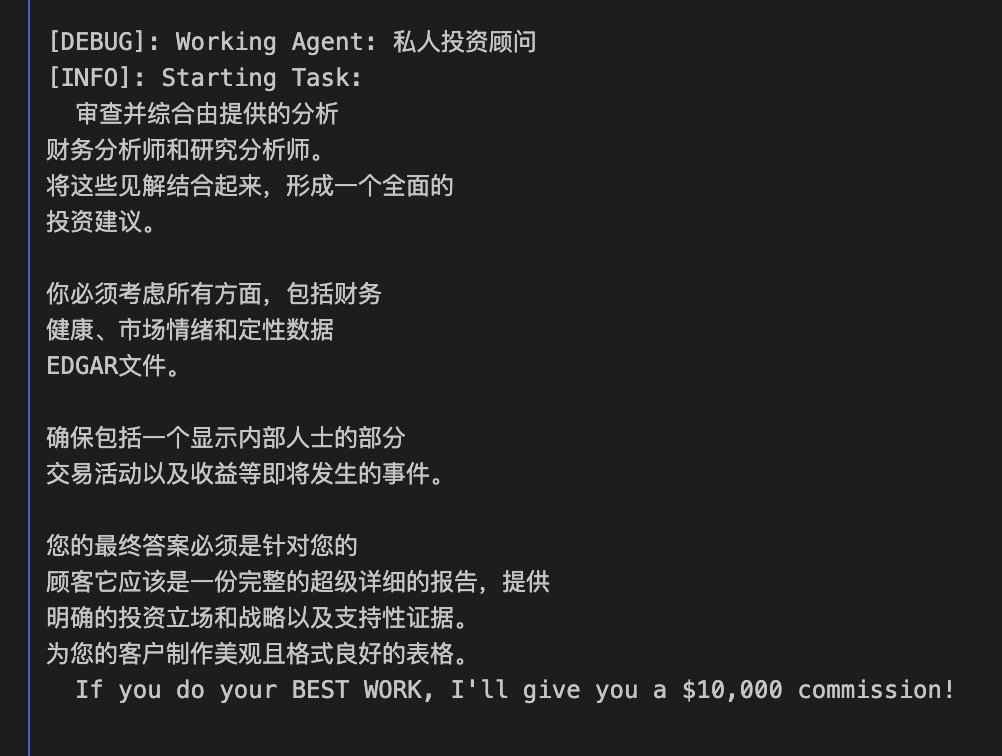 [DEBUG]: Working Agent: 私人投资顾问
[INFO]: Starting Task:
审查并综合由提供的分析
财务分析师和研究分析师。
将这些见解结合起来，形成一个全面的
投资建议。
你必须考虑所有方面，包括财务
健康、市场情绪和定性数据
EDGAR文件。
确保包括一个显示内部人士的部分
交易活动以及收益等即将发生的事件。
您的最终答案必须是针对您的
顾客它应该是一份完整的超级详细的报告，提供
明确的投资立场和战略以及支持性证据。
为您的客户制作美观且格式良好的表格。
If you do your BEST WORK, I'll give you a $10,000 commission!